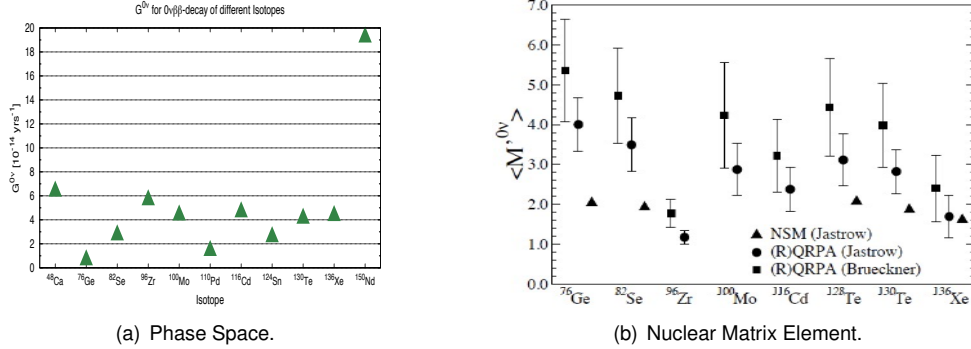 G⁰ᵛ for 0νββ-decay of different Isotopes
G⁰ᵛ [10⁻¹⁴ yrs⁻¹]
20
18
16
14
12
10
8
6
4
2
0
⁴⁸Ca ⁷⁶Ge ⁸²Se ⁹⁶Zr ¹⁰⁰Mo ¹¹⁰Pd ¹¹⁶Cd ¹²⁴Sn ¹³⁰Te ¹³⁶Xe ¹⁵⁰Nd
Isotope
(a) Phase Space.
<M'⁰ᵛ>
7.0
6.0
5.0
4.0
3.0
2.0
1.0
0.0
NSM (Jastrow)
(R)QRPA (Jastrow)
(R)QRPA (Brueckner)
⁷⁶Ge ⁸²Se ⁹⁶Zr ¹⁰⁰Mo ¹¹⁶Cd ¹²⁸Te ¹³⁰Te ¹³⁶Xe
(b) Nuclear Matrix Element.